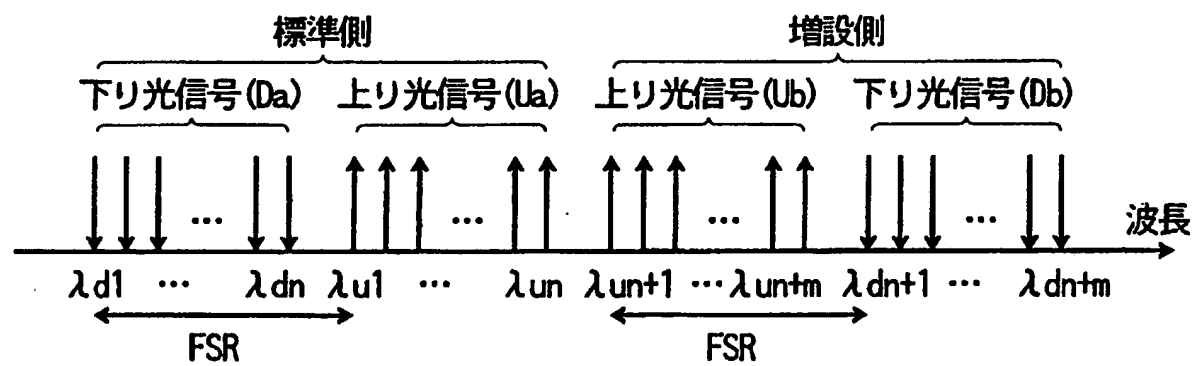 標準側 増設側
下り光信号(Da) 上り光信号(Ua) 上り光信号(Ub) 下り光信号(Db)
... ... ... ... 波長
λd1 ... λdn λu1 ... λun λun+1 ... λun+m λdn+1 ... λdn+m
FSR FSR